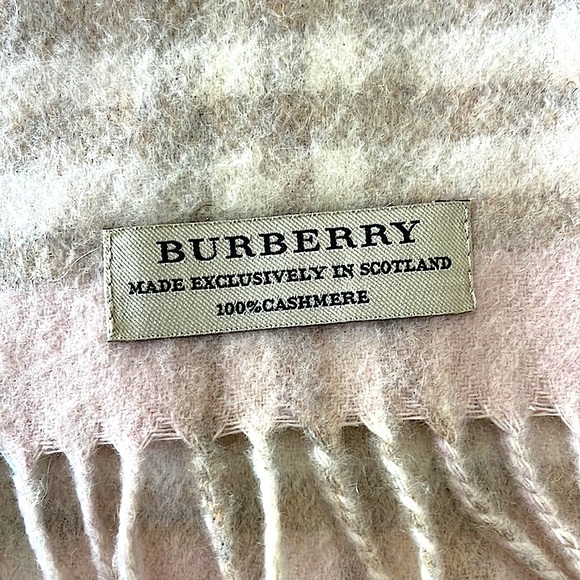 BURBERRY
MADE EXCLUSIVELY IN SCOTLAND
100%CASHMERE